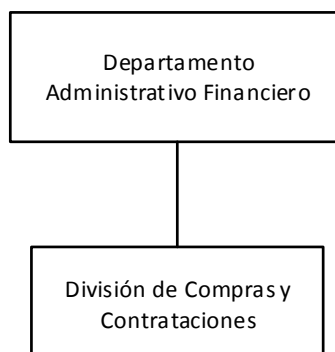 Departamento
Administrativo Financiero
División de Compras y
Contrataciones